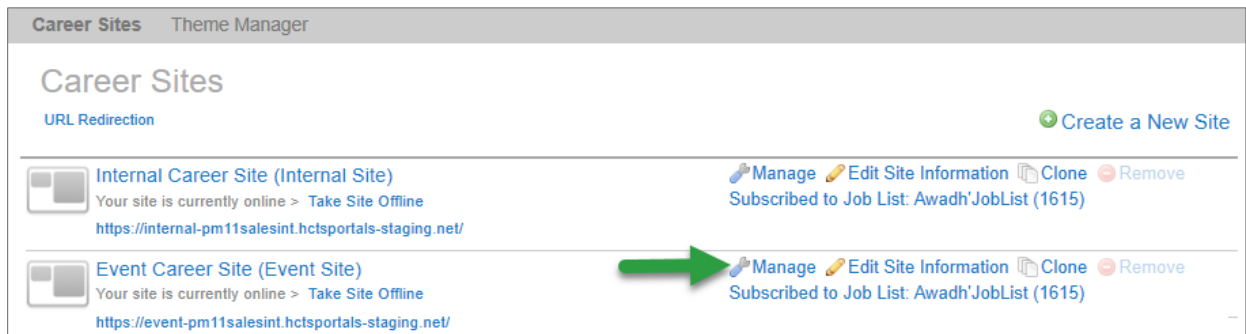 Career Sites Theme Manager
Career Sites
URL Redirection
Create a New Site
Internal Career Site (Internal Site)
Manage Edit Site Information Clone Remove
Your site is currently online > Take Site Offline
Subscribed to Job List: Awadh'JobList (1615)
https://internal-pm11salesint.hctsportals-staging.net/
Event Career Site (Event Site)
Manage Edit Site Information Clone Remove
Your site is currently online > Take Site Offline
Subscribed to Job List: Awadh'JobList (1615)
https://event-pm11salesint.hctsportals-staging.net/